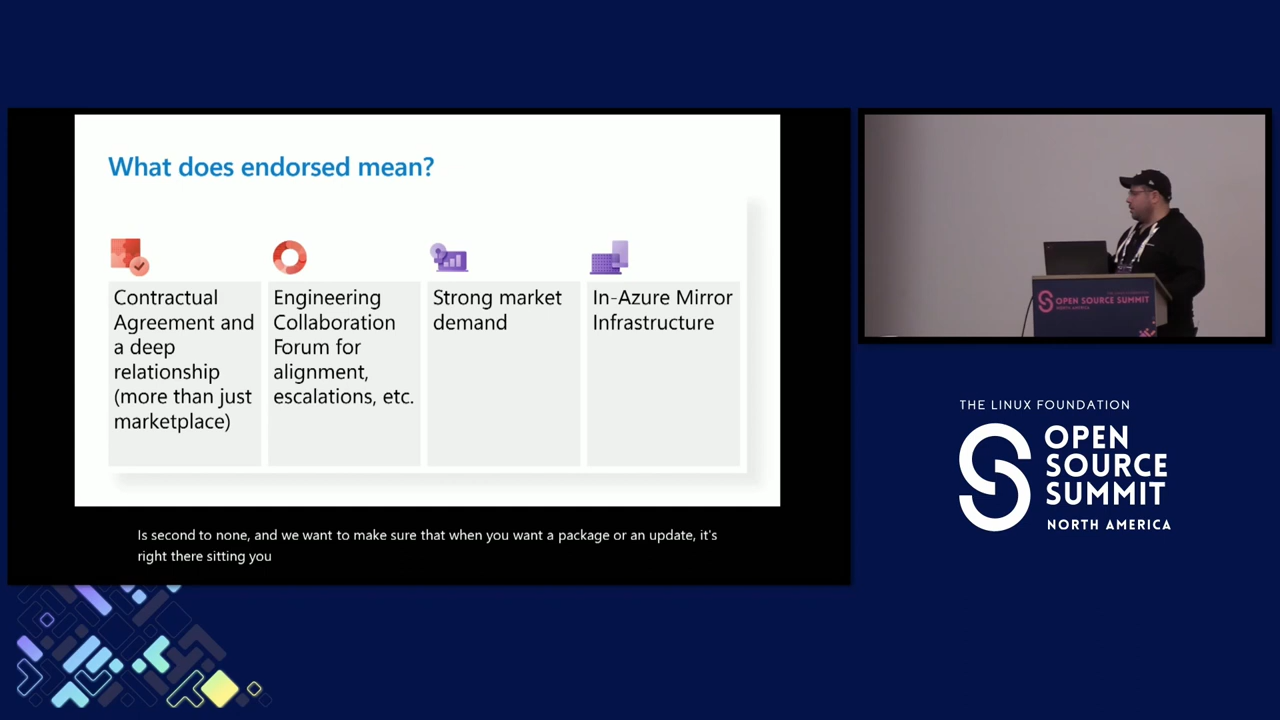 What does endorsed mean?
Contractual
Agreement and
a deep
relationship
(more than just
marketplace)
Engineering
Collaboration
Forum for
alignment,
escalations, etc.
Strong market
demand
In-Azure Mirror
Infrastructure
Is second to none, and we want to make sure that when you want a package or an update, it's
right there sitting you
OPEN SOURCE SUMMIT
NORTH AMERICA
THE LINUX FOUNDATION
OPEN
SOURCE
SUMMIT
NORTH AMERICA